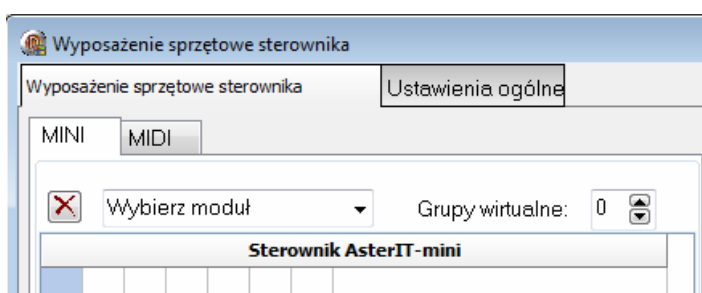 Wyposażenie sprzętowe sterownika
Wyposażenie sprzętowe sterownika Ustawienia ogólne
MINI MIDI
Wybierz moduł Grupy wirtualne: 0
Sterownik AsterIT-mini